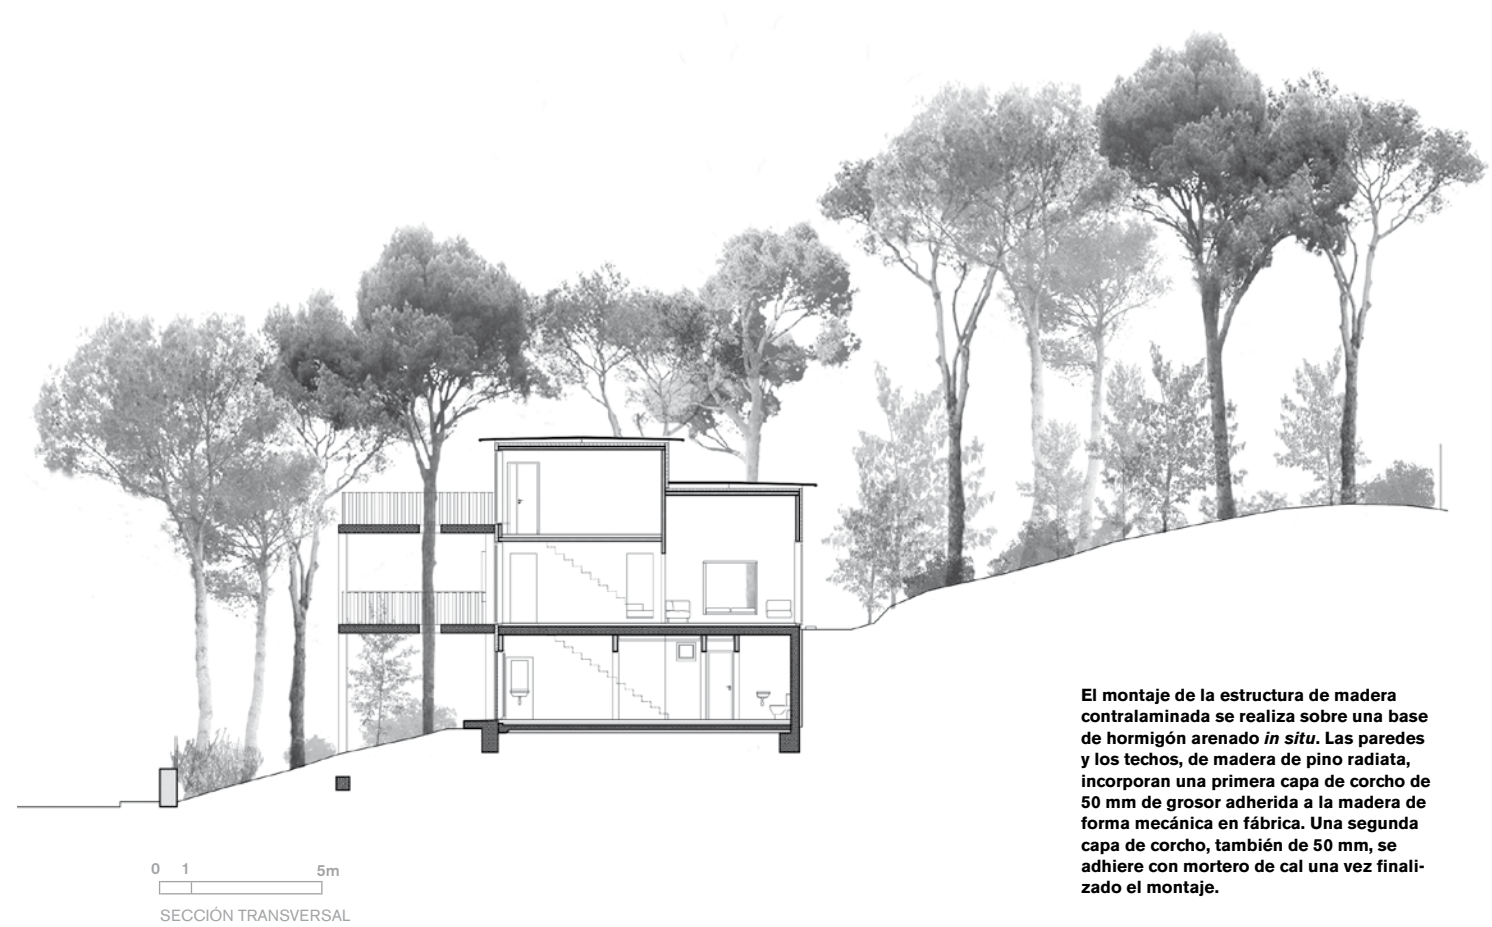 El montaje de la estructura de madera
contralaminada se realiza sobre una base
de hormigón arenado in situ. Las paredes
y los techos, de madera de pino radiata,
incorporan una primera capa de corcho de
50 mm de grosor adherida a la madera de
forma mecánica en fábrica. Una segunda
capa de corcho, también de 50 mm, se
adhiere con mortero de cal una vez finali-
zado el montaje.
0 1 5m
SECCIÓN TRANSVERSAL